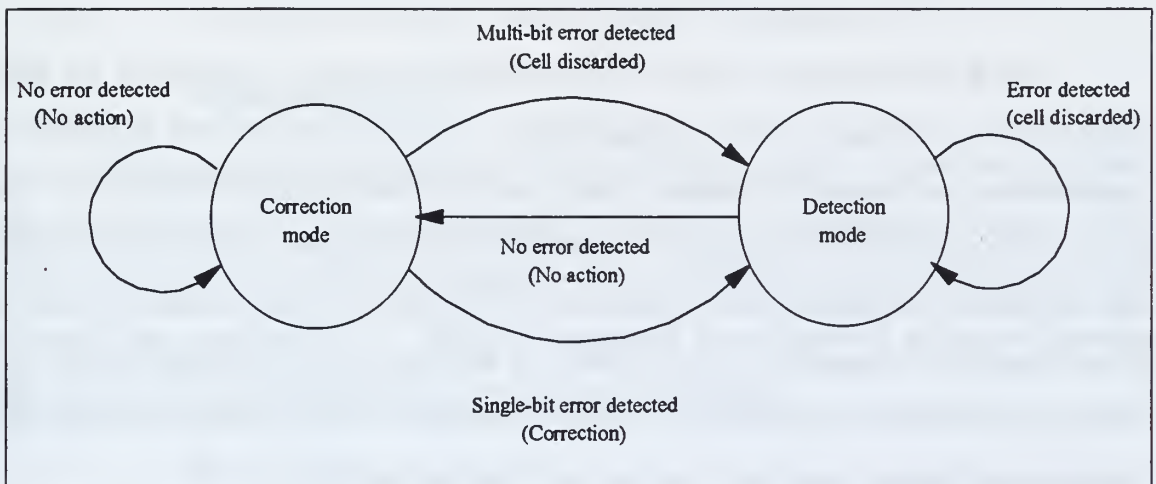 Multi-bit error detected
(Cell discarded)
No error detected
(No action)
Error detected
(cell discarded)
Correction
mode
Detection
mode
No error detected
(No action)
Single-bit error detected
(Correction)